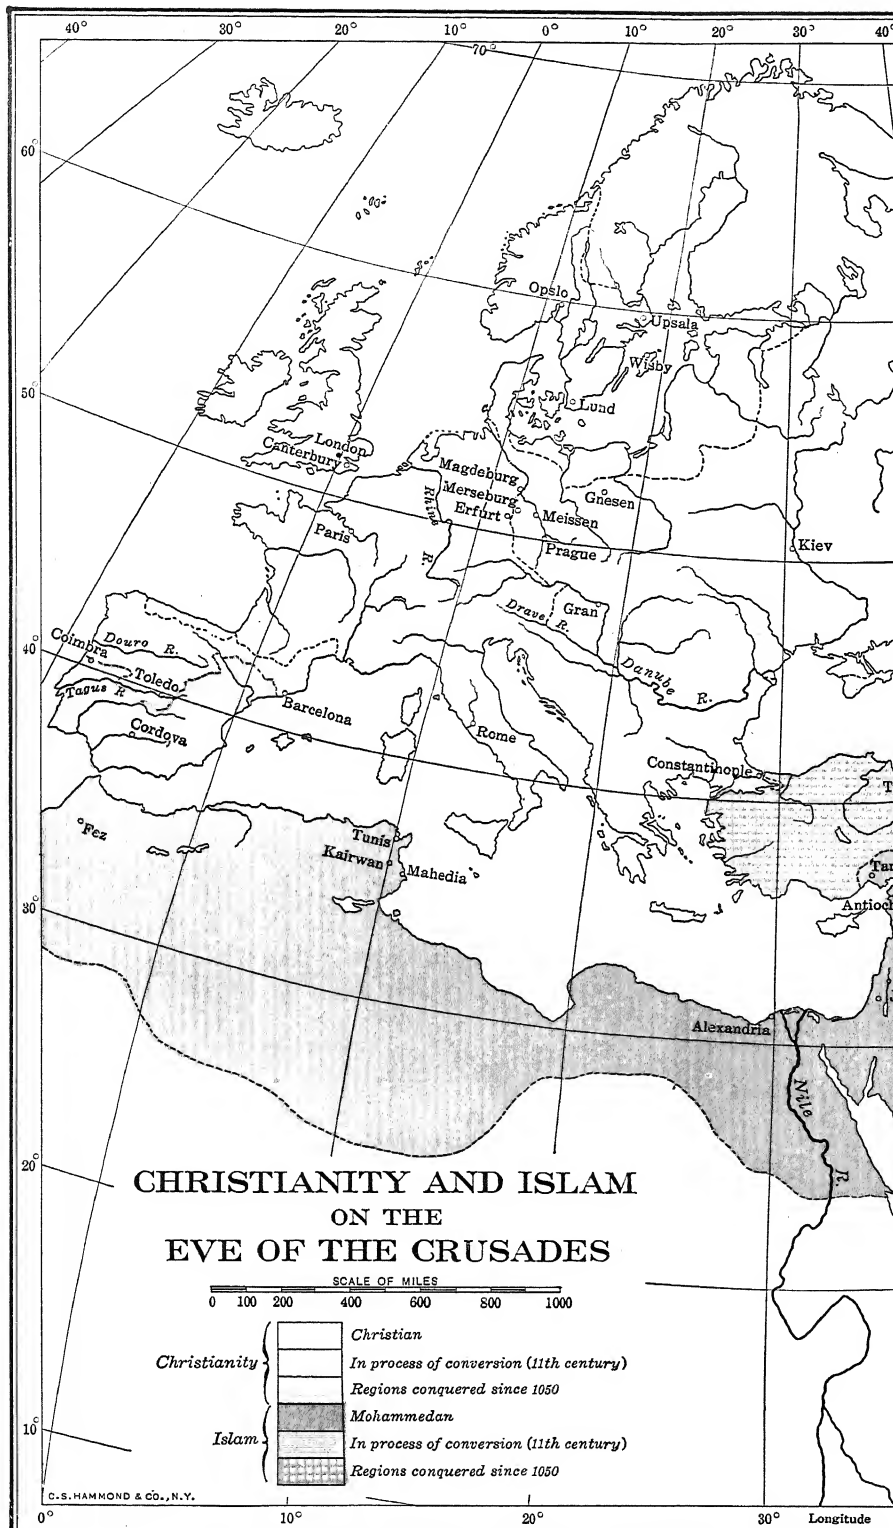 40° 30° 20° 10° 0° 10° 20° 30° 40°
70°
60°
Opslo
Upsala
Wisby
50°
Lund
London
Canterbury
Magdeburg
Merseburg
Erfurt
Meissen
Gnesen
Rhine R.
Paris
Prague
Kiev
Gran
Drave R.
40°
Coimbra
Douro R.
Toledo
Tagus R
Danube R.
Barcelona
Cordova
Rome
Constantinople
T
Fez
Tunis
Kairwan
Mahedia
Tar
Antioch
30°
Alexandria
Nile R.
20°
CHRISTIANITY AND ISLAM
ON THE
EVE OF THE CRUSADES
SCALE OF MILES
0 100 200 400 600 800 1000
Christianity
Christian
In process of conversion (11th century)
Regions conquered since 1050
Islam
Mohammedan
In process of conversion (11th century)
Regions conquered since 1050
10°
C.S. HAMMOND & CO., N.Y.
0° 10° 20° 30° Longitude